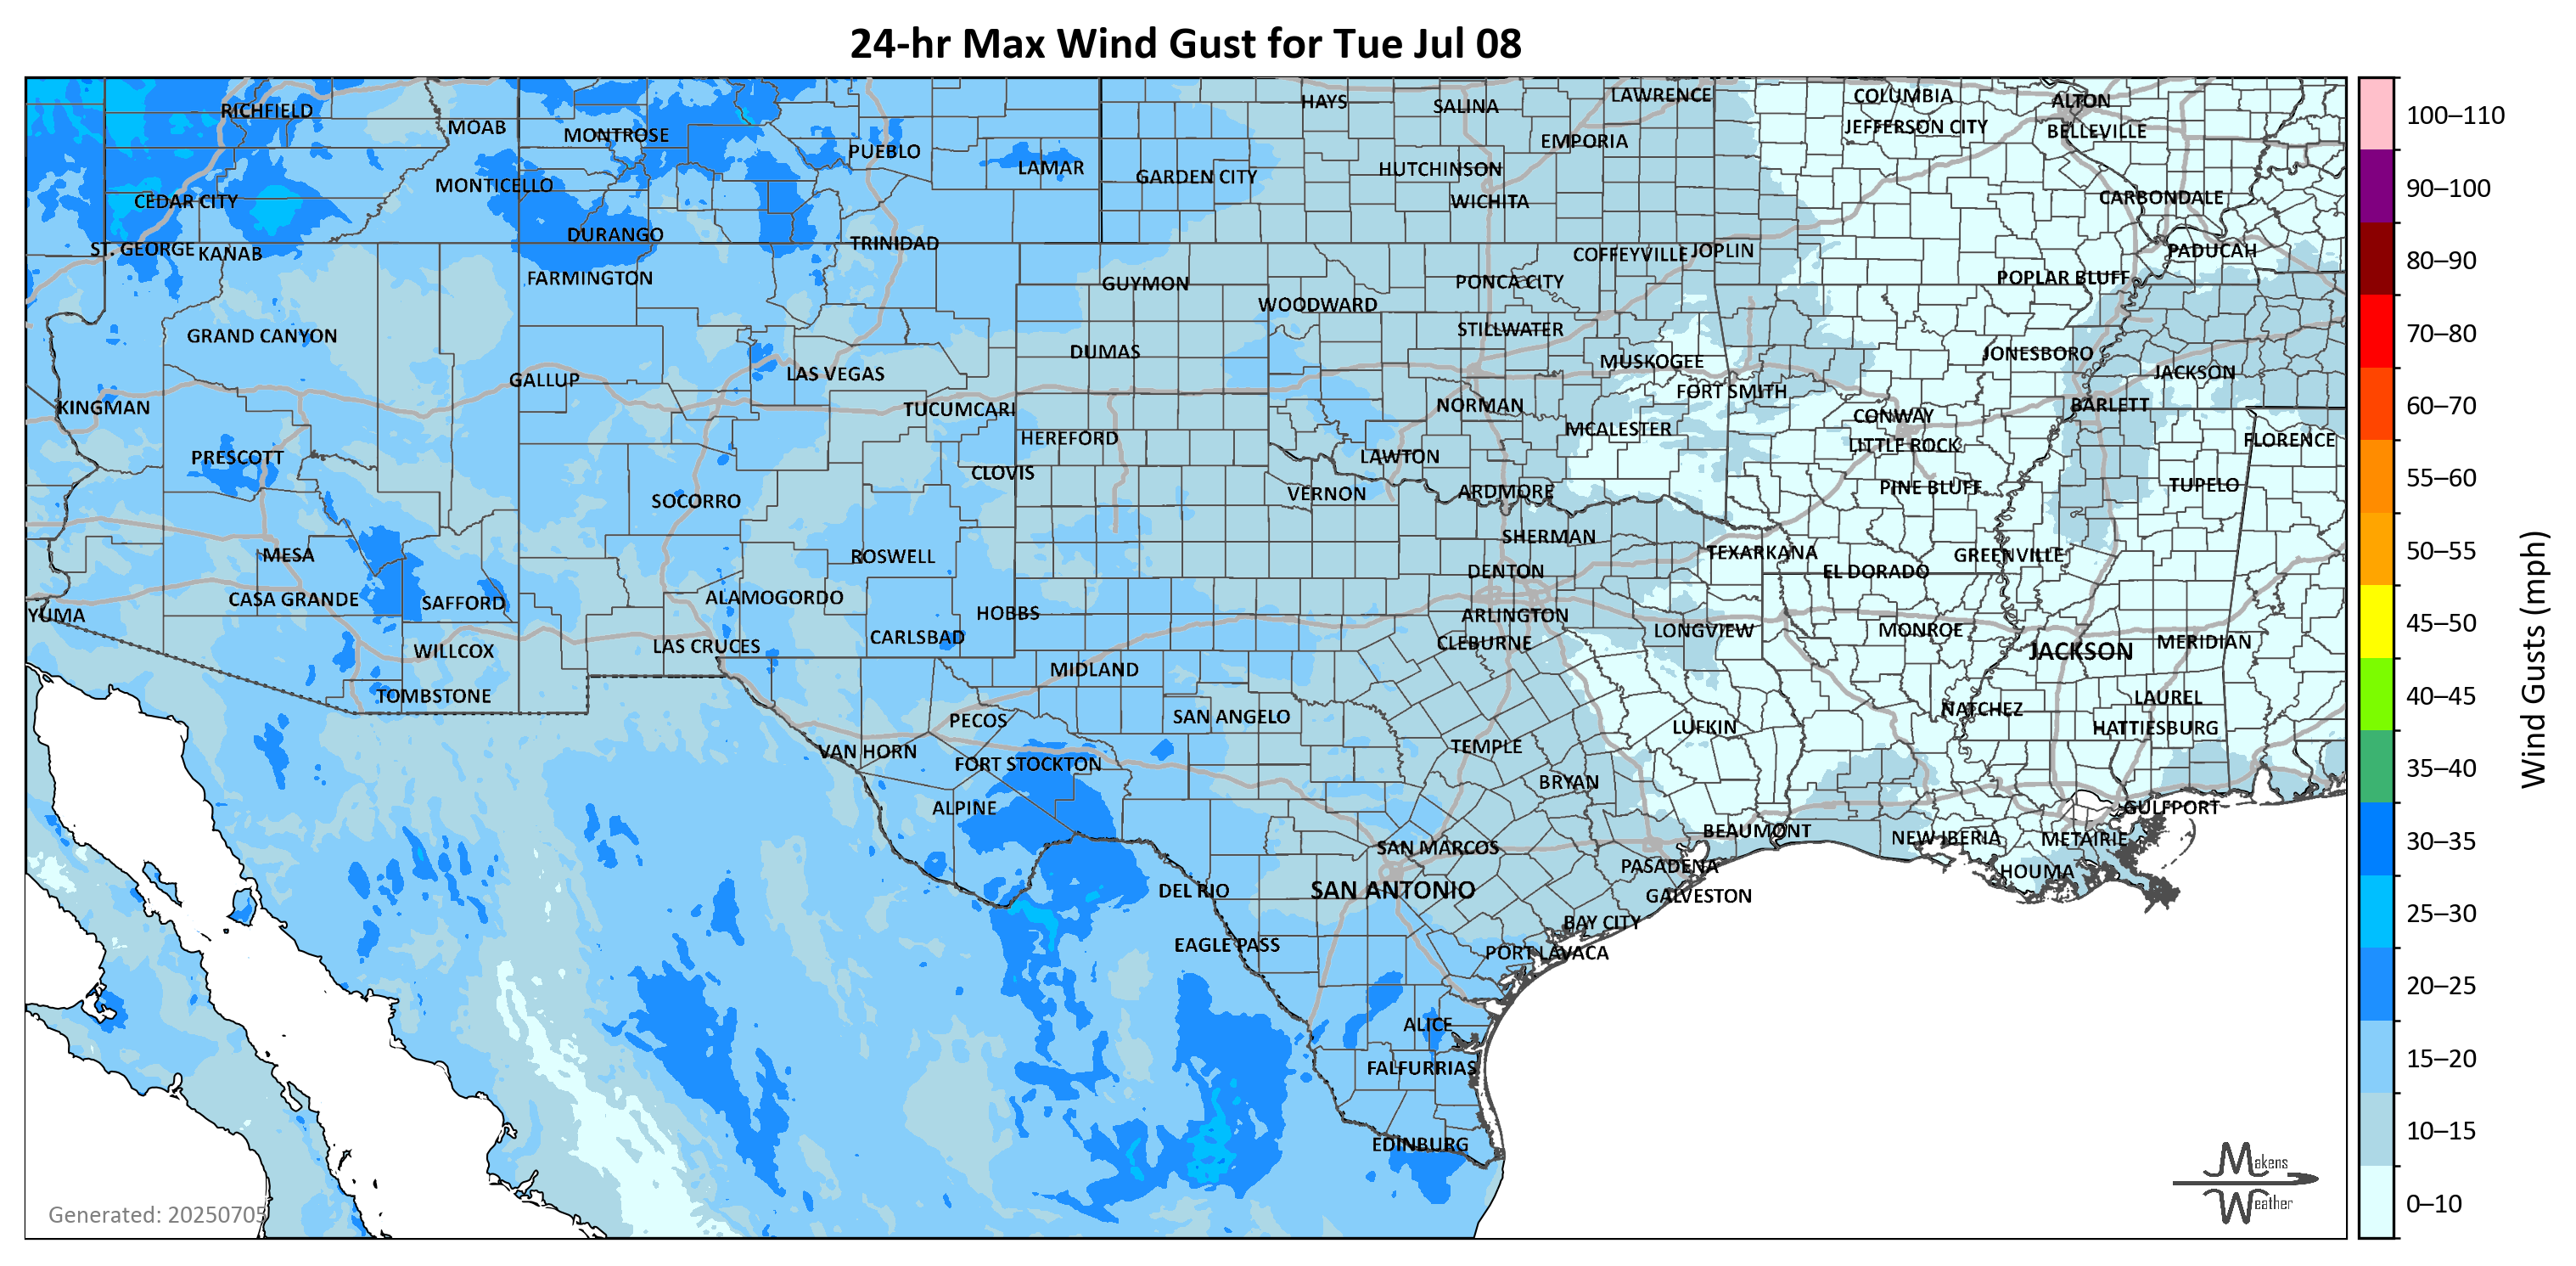 24-hr Max Wind Gust for Tue Jul 08
RICHFIELD
MOAB
MONTROSE
PUEBLO
LAMAR
GARDEN CITY
HAYS
SALINA
LAWRENCE
EMPORIA
HUTCHINSON
WICHITA
COLUMBIA
JEFFERSON CITY
ALTON
BELLEVILLE
CARBONDALE
MONTICELLO
CEDAR CITY
ST. GEORGE
KANAB
DURANGO
TRINIDAD
FARMINGTON
GUYMON
WOODWARD
PONCA CITY
COFFEYVILLE
JOPLIN
POPLAR BLUFF
PADUCAH
GRAND CANYON
STILLWATER
DUMAS
MUSKOGEE
JONESBORO
JACKSON
GALLUP
LAS VEGAS
KINGMAN
TUCUMCARI
NORMAN
FORT SMITH
CONWAY
BARLETT
HEREFORD
MCALESTER
LITTLE ROCK
FLORENCE
PRESCOTT
CLOVIS
LAWTON
SOCORRO
VERNON
ARDMORE
PINE BLUFF
TUPELO
MESA
ROSWELL
SHERMAN
TEXARKANA
GREENVILLE
DENTON
EL DORADO
CASA GRANDE
SAFFORD
ALAMOGORDO
HOBBS
ARLINGTON
YUMA
WILLCOX
LAS CRUCES
CARLSBAD
CLEBURNE
LONGVIEW
MONROE
JACKSON
MERIDIAN
TOMBSTONE
MIDLAND
PECOS
SAN ANGELO
NATCHEZ
LAUREL
HATTIESBURG
LUFKIN
VAN HORN
FORT STOCKTON
TEMPLE
BRYAN
ALPINE
GULFPORT
BEAUMONT
NEW IBERIA
METAIRIE
SAN MARCOS
PASADENA
HOUMA
DEL RIO
SAN ANTONIO
GALVESTON
BAY CITY
EAGLE PASS
PORT LAVACA
ALICE
FALFURRIAS
EDINBURG
Generated: 20250705
Makens
Weather
100–110
90–100
80–90
70–80
60–70
55–60
50–55
45–50
40–45
35–40
30–35
25–30
20–25
15–20
10–15
0–10
Wind Gusts (mph)